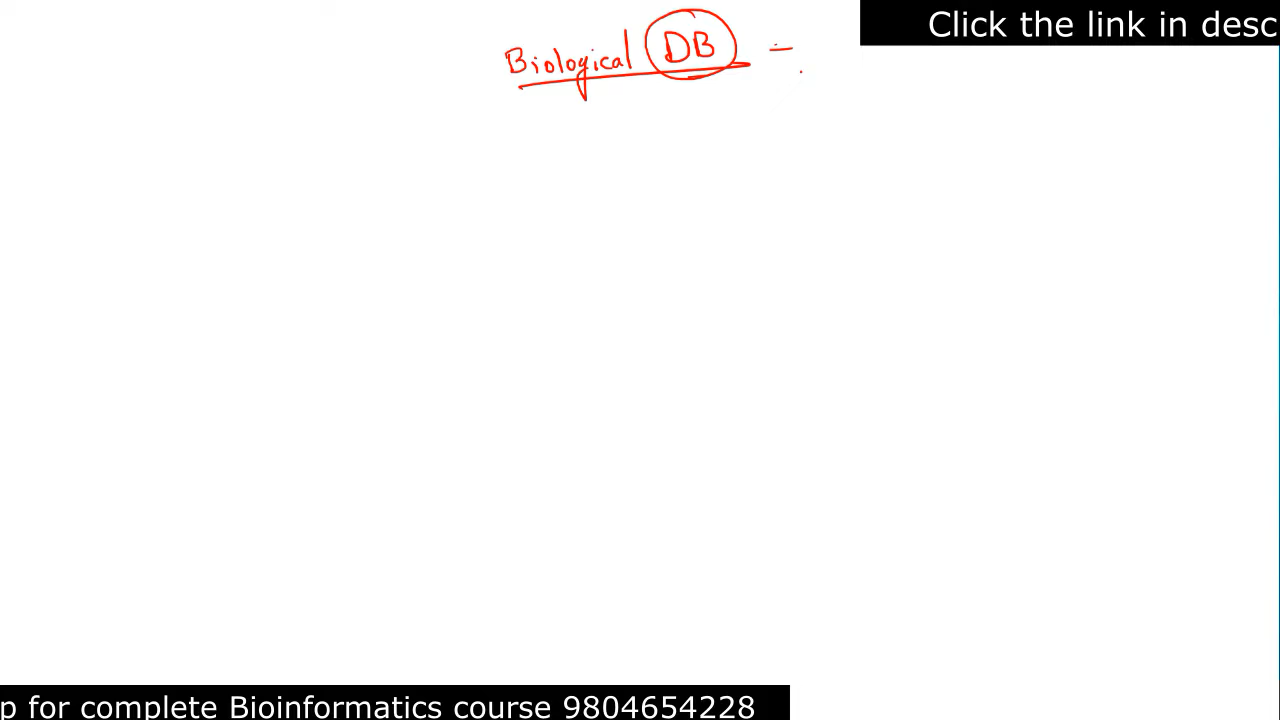 Click the link in desc
Biological DB -
p for complete Bioinformatics course 9804654228